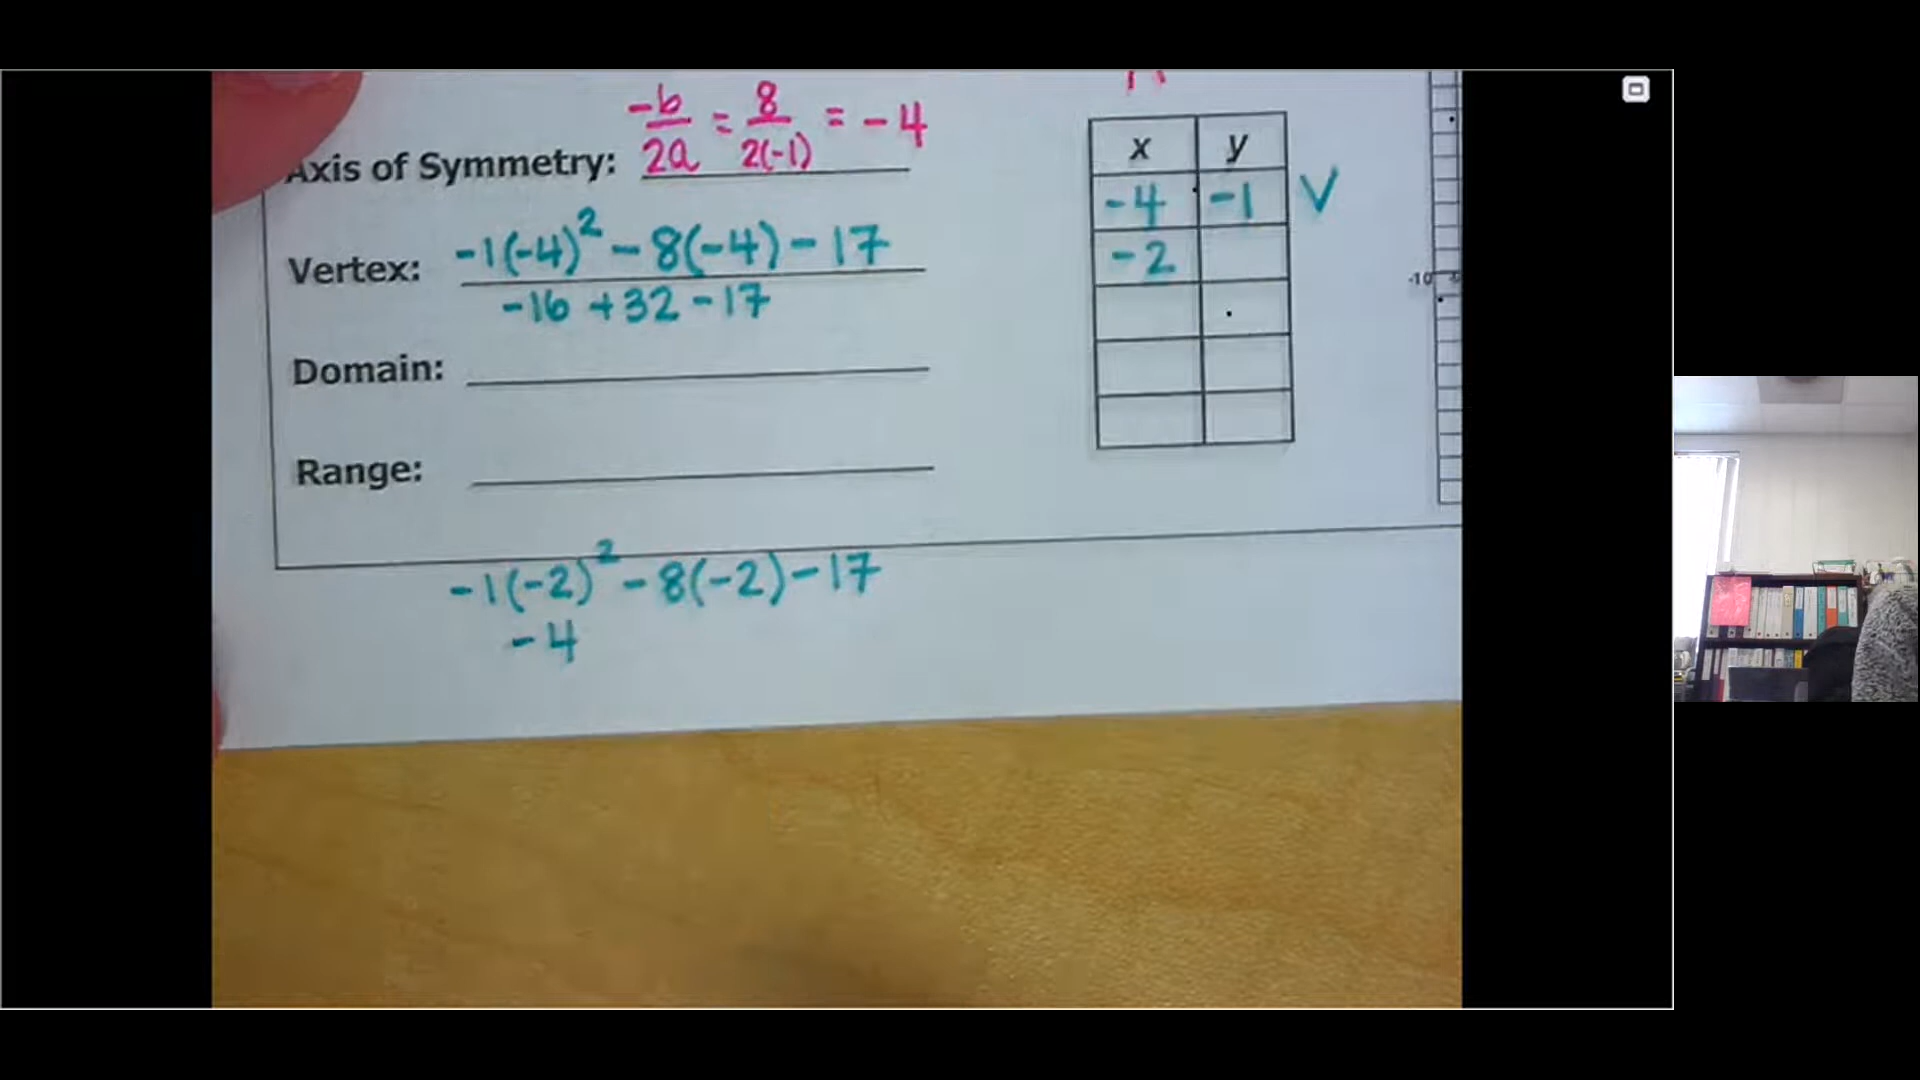 -b/2a = 8/2(-1) = -4
Axis of Symmetry:
x y
-4 -1 V
-2
Vertex: -1(-4)² - 8(-4) - 17
-16 + 32 - 17
-10
Domain:
Range:
-1(-2)² - 8(-2) - 17
-4